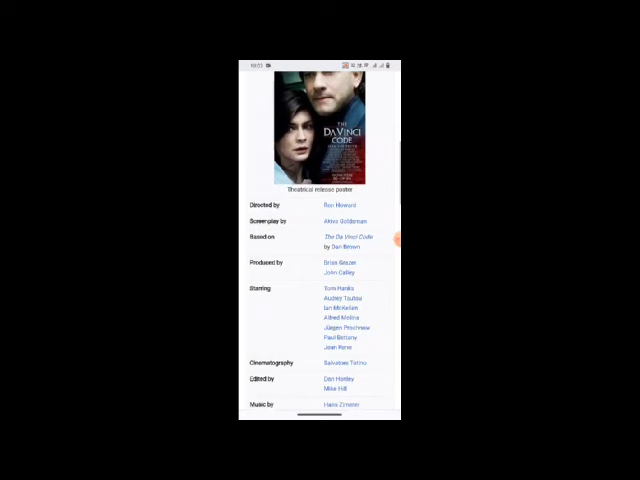 THE
DA VINCI
CODE
Theatrical release poster
Directed by Ron Howard
Screenplay by Akiva Goldsman
Based on The Da Vinci Code
by Dan Brown
Produced by Brian Grazer
John Calley
Starring Tom Hanks
Audrey Tautou
Ian McKellen
Alfred Molina
Jürgen Prochnow
Paul Bettany
Jean Reno
Cinematography Salvatore Totino
Edited by Dan Hanley
Mike Hill
Music by Hans Zimmer